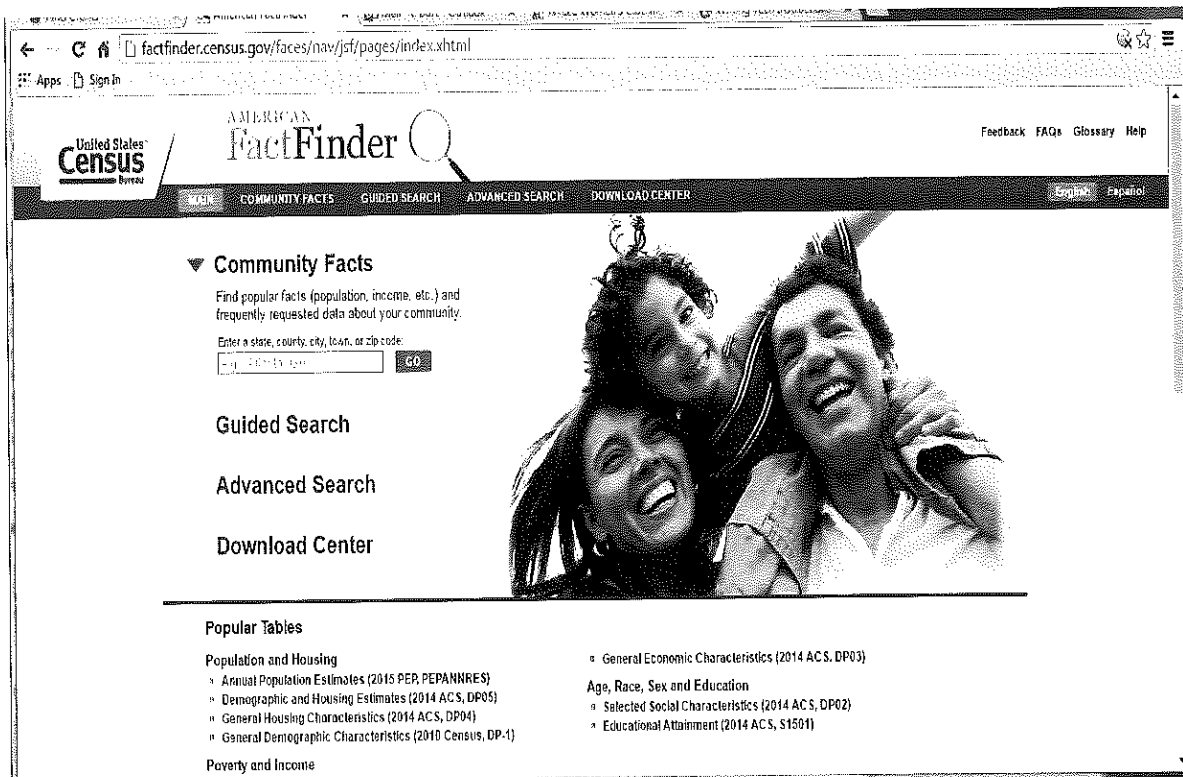 factfinder.census.gov/faces/nav/jsf/pages/index.xhtml
Apps Sign In
United States
Census
Bureau
AMERICAN
FactFinder
Feedback FAQs Glossary Help
MAIN COMMUNITY FACTS GUIDED SEARCH ADVANCED SEARCH DOWNLOAD CENTER
English Español
Community Facts
Find popular facts (population, income, etc.) and
frequently requested data about your community.
Enter a state, county, city, town, or zip code:
GO
Guided Search
Advanced Search
Download Center
Popular Tables
Population and Housing
Annual Population Estimates (2015 PEP, PEPANNRES)
Demographic and Housing Estimates (2014 ACS, DP05)
General Housing Characteristics (2014 ACS, DP04)
General Demographic Characteristics (2010 Census, DP-1)
Poverty and Income
General Economic Characteristics (2014 ACS, DP03)
Age, Race, Sex and Education
Selected Social Characteristics (2014 ACS, DP02)
Educational Attainment (2014 ACS, S1501)